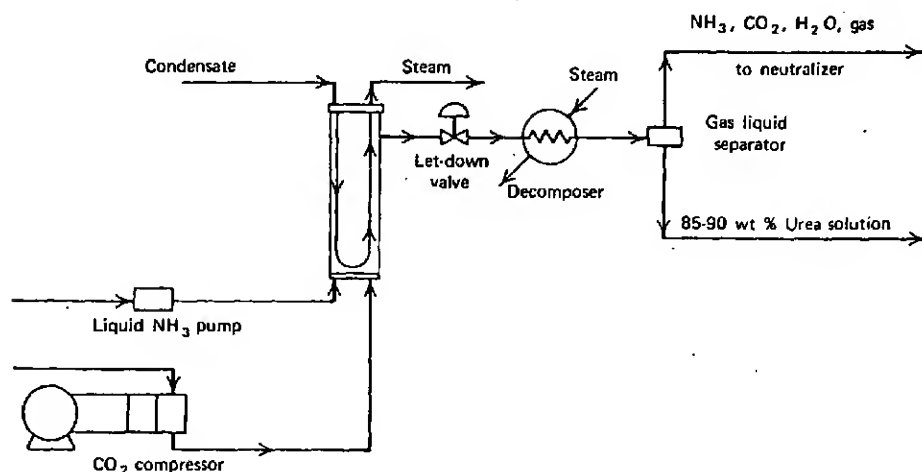 NH3, CO2, H2O, gas
to neutralizer
Condensate
Steam
Steam
Gas liquid
separator
Let-down
valve
Decomposer
85-90 wt % Urea solution
Liquid NH3 pump
CO2 compressor